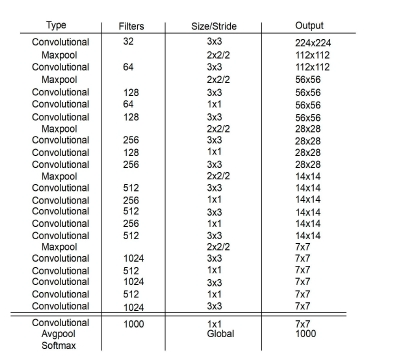 Type Filters Size/Stride Output
Convolutional 32 3x3 224x224
Maxpool 2x2/2 112x112
Convolutional 64 3x3 112x112
Maxpool 2x2/2 56x56
Convolutional 128 3x3 56x56
Convolutional 64 1x1 56x56
Convolutional 128 3x3 56x56
Maxpool 2x2/2 28x28
Convolutional 256 3x3 28x28
Convolutional 128 1x1 28x28
Convolutional 256 3x3 28x28
Maxpool 2x2/2 14x14
Convolutional 512 3x3 14x14
Convolutional 256 1x1 14x14
Convolutional 512 3x3 14x14
Convolutional 256 1x1 14x14
Convolutional 512 3x3 14x14
Maxpool 2x2/2 7x7
Convolutional 1024 3x3 7x7
Convolutional 512 1x1 7x7
Convolutional 1024 3x3 7x7
Convolutional 512 1x1 7x7
Convolutional 1024 3x3 7x7
Convolutional 1000 1x1 7x7
Avgpool Global 1000
Softmax